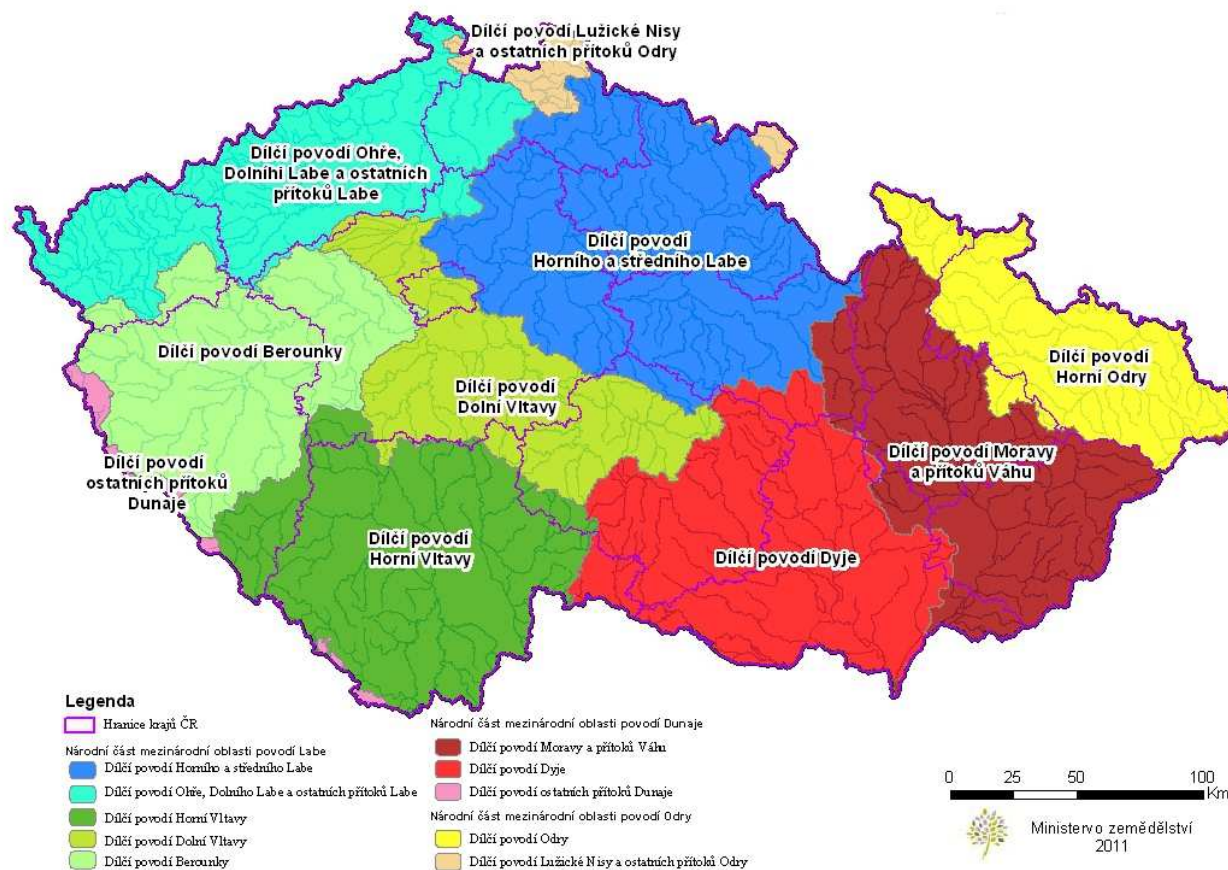 Dílčí povodí Lužické Nisy
a ostatních přítoků Odry
Dílčí povodí Ohře,
Dolníhi Labe a ostatních
přítoků Labe
Dílčí povodí
Horního a středního Labe
Dílčí povodí Berounky
Dílčí povodí
Dolní Vltavy
Dílčí povodí
Horní Odry
Dílčí povodí Moravy
a přítoků Váhu
Dílčí povodí
ostatních přítoků
Dunaje
Dílčí povodí
Horní Vltavy
Dílčí povodí Dyje
Legenda
Hranice krajů ČR
Národní část mezinárodní oblasti povodí Labe
Dílčí povodí Horního a středního Labe
Dílčí povodí Ohře, Dolního Labe a ostatních přítoků Labe
Dílčí povodí Horní Vltavy
Dílčí povodí Dolní Vltavy
Dílčí povodí Berounky
Národní část mezinárodní oblasti povodí Dunaje
Dílčí povodí Moravy a přítoků Váhu
Dílčí povodí Dyje
Dílčí povodí ostatních přítoků Dunaje
Národní část mezinárodní oblasti povodí Odry
Dílčí povodí Odry
Dílčí povodí Lužické Nisy a ostatních přítoků Odry
0 25 50 100
Km
Ministervo zemědělství
2011